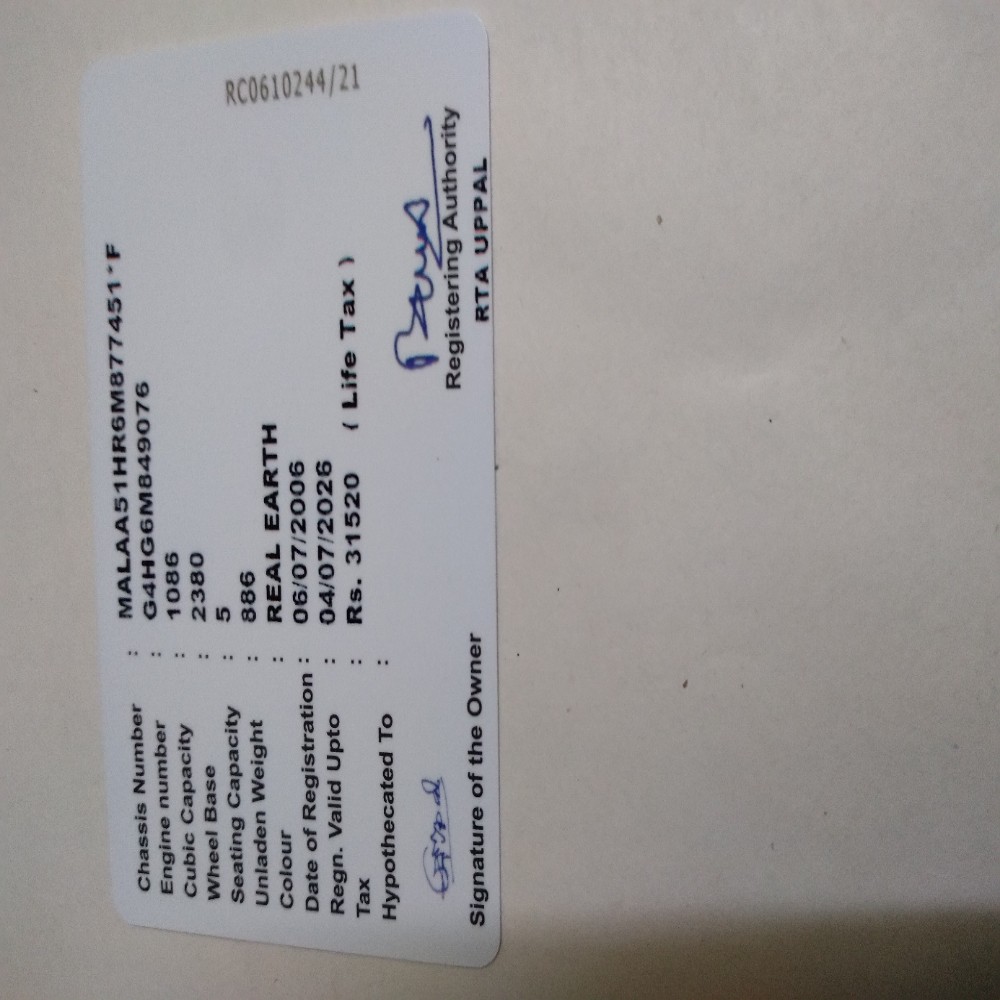 RC0610244/21
Chassis Number : MALAA51HR6M877451*F
Engine number : G4HG6M849076
Cubic Capacity : 1086
Wheel Base : 2380
Seating Capacity : 5
Unladen Weight : 886
Colour : REAL EARTH
Date of Registration : 06/07/2006
Regn. Valid Upto : 04/07/2026
Tax : Rs. 31520 ( Life Tax )
Hypothecated To :
Signature of the Owner
Registering Authority
RTA UPPAL